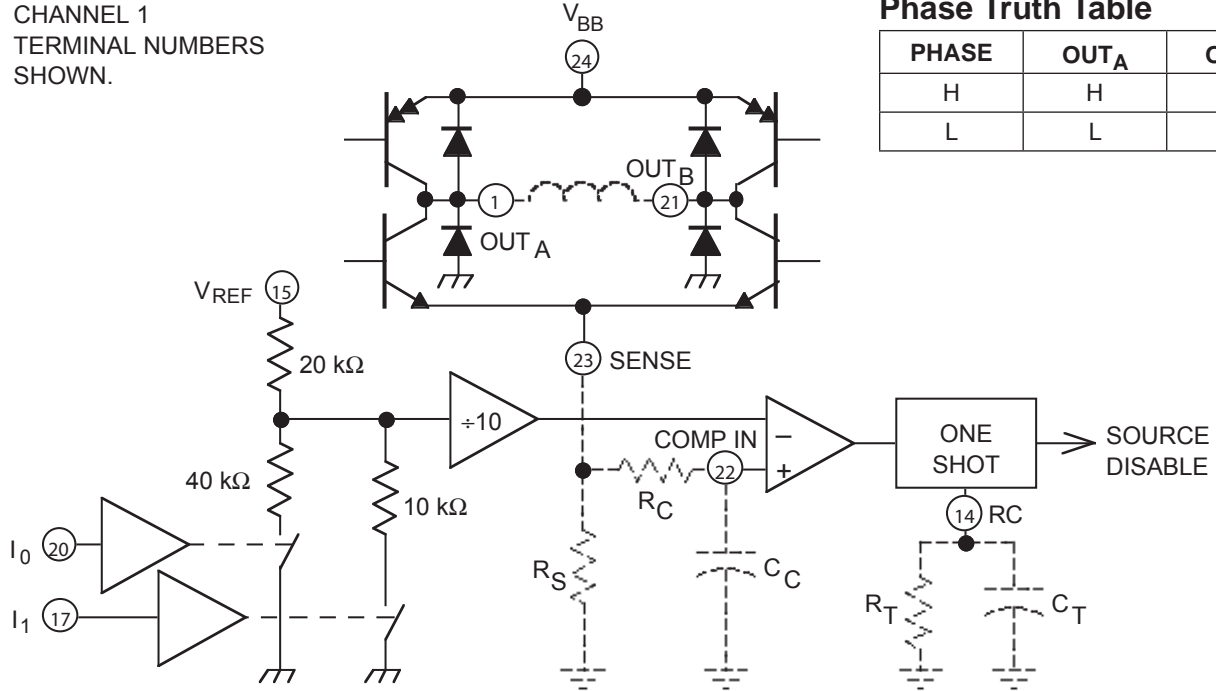 CHANNEL 1
TERMINAL NUMBERS
SHOWN.
V_BB
24
Phase Truth Table
PHASE OUT_A
H H
L L
OUT_B
1
21
OUT_A
V_REF 15
20 kΩ
23 SENSE
÷10
COMP IN
–
+
22
ONE
SHOT
SOURCE
DISABLE
40 kΩ
10 kΩ
R_C
14 RC
I_0 20
R_S
C_C
R_T
C_T
I_1 17